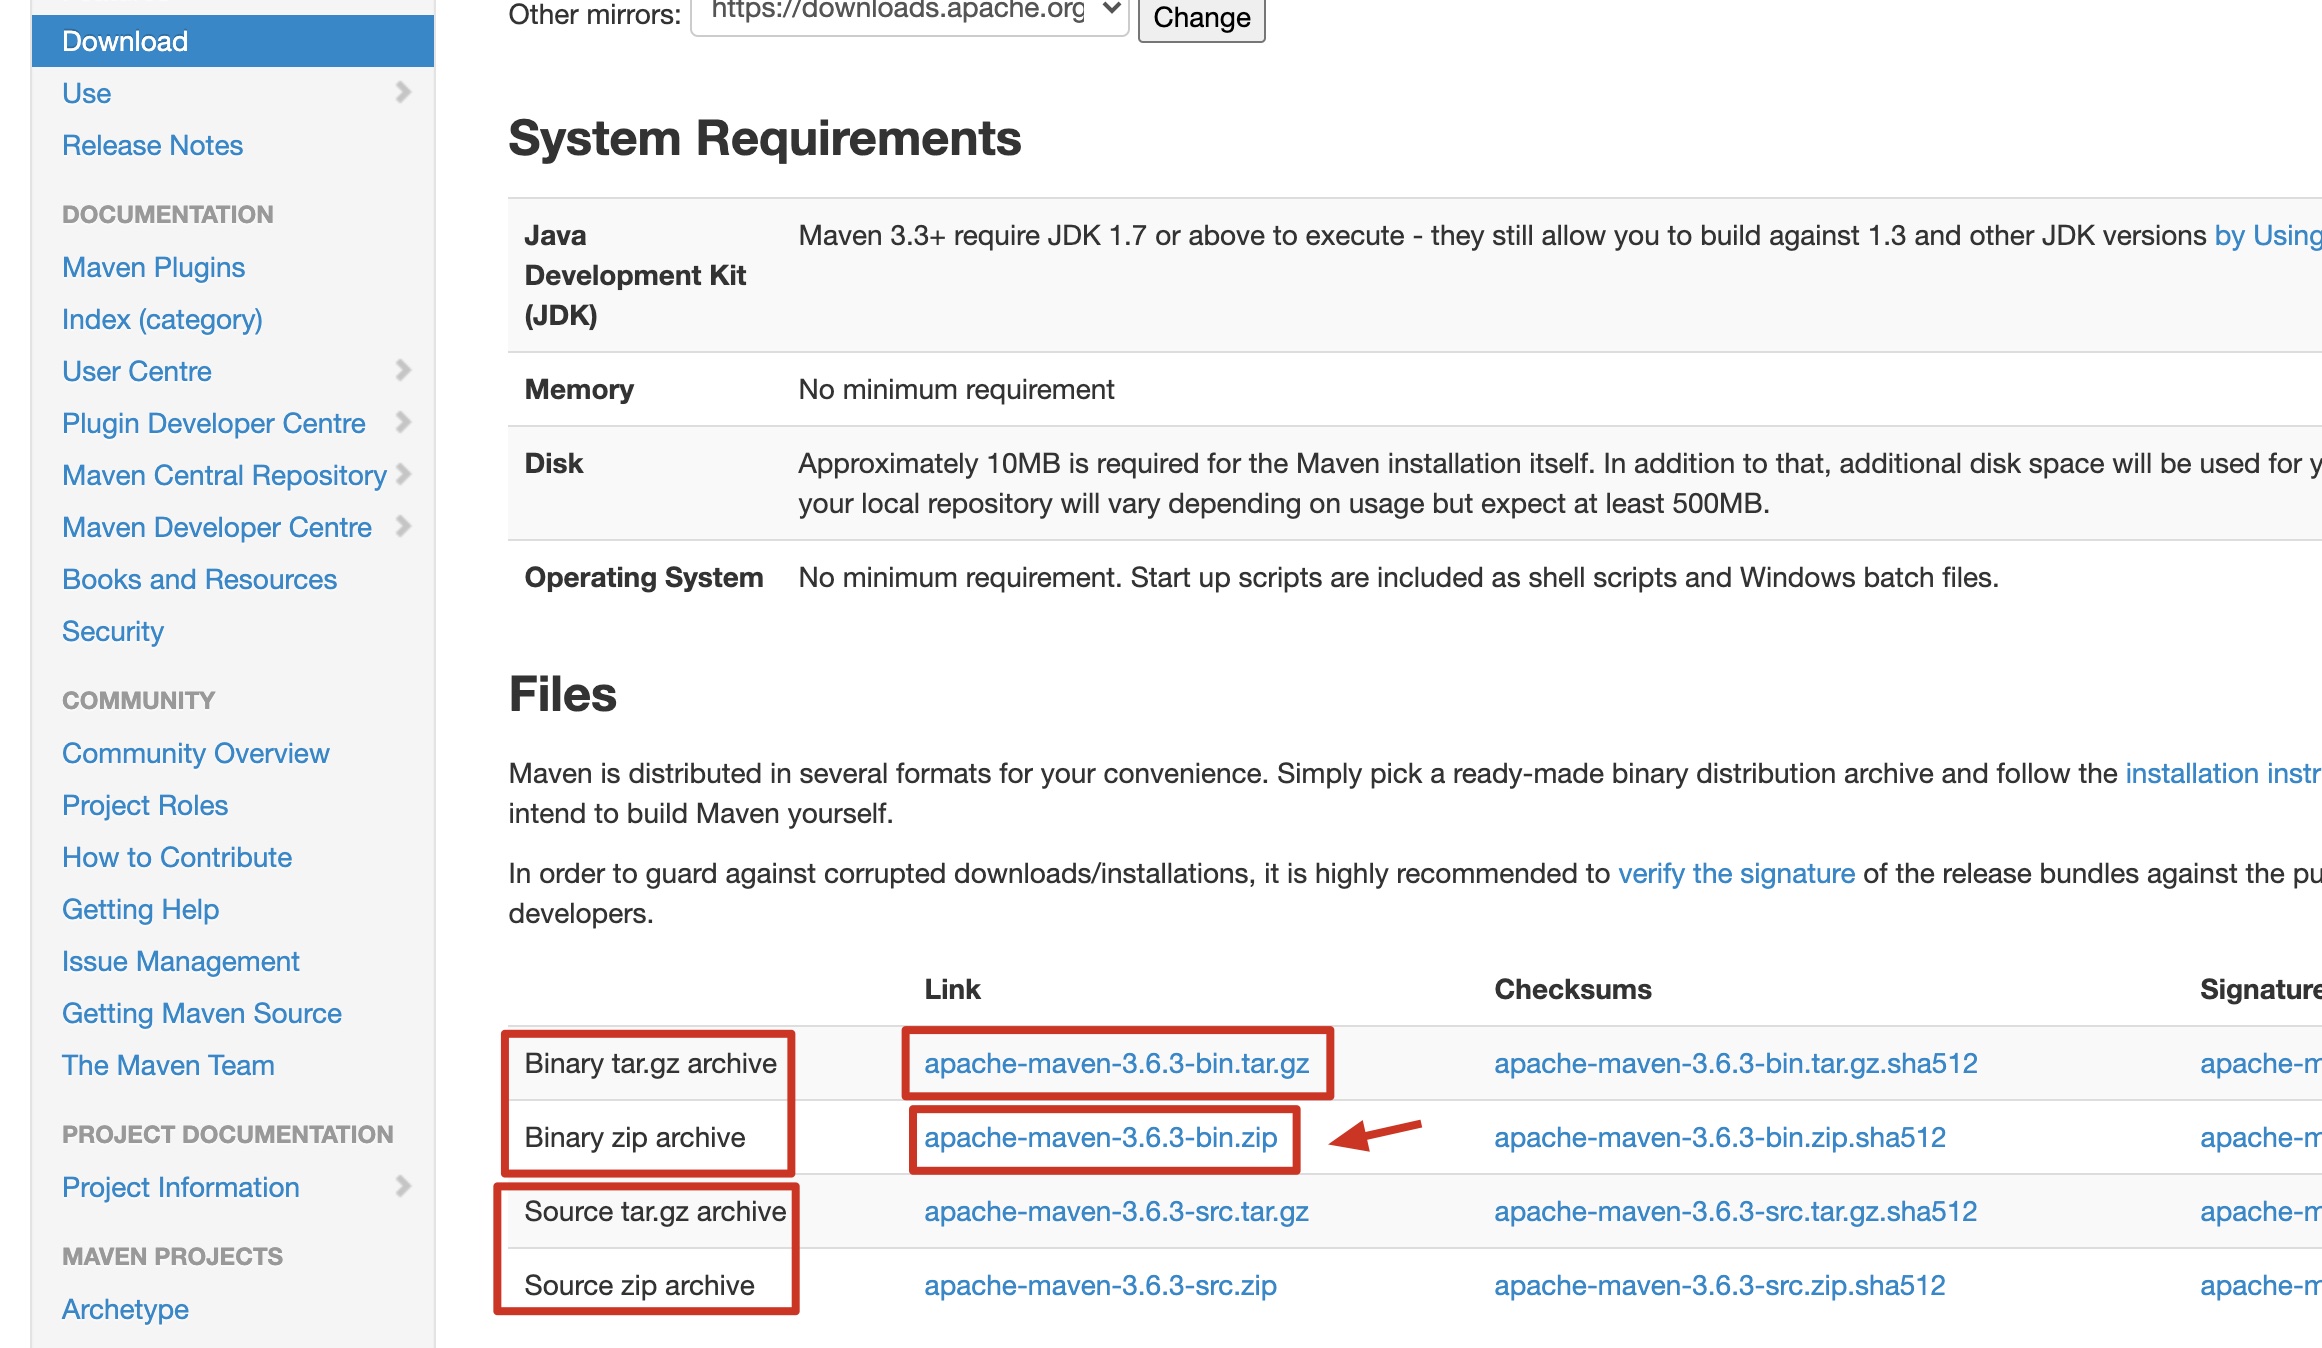 Download
Use
Release Notes
DOCUMENTATION
Maven Plugins
Index (category)
User Centre
Plugin Developer Centre
Maven Central Repository
Maven Developer Centre
Books and Resources
Security
COMMUNITY
Community Overview
Project Roles
How to Contribute
Getting Help
Issue Management
Getting Maven Source
The Maven Team
PROJECT DOCUMENTATION
Project Information
MAVEN PROJECTS
Archetype
Other mirrors: https://downloads.apache.org Change
System Requirements
Java Maven 3.3+ require JDK 1.7 or above to execute - they still allow you to build against 1.3 and other JDK versions by Using
Development Kit
(JDK)
Memory No minimum requirement
Disk Approximately 10MB is required for the Maven installation itself. In addition to that, additional disk space will be used for y
your local repository will vary depending on usage but expect at least 500MB.
Operating System No minimum requirement. Start up scripts are included as shell scripts and Windows batch files.
Files
Maven is distributed in several formats for your convenience. Simply pick a ready-made binary distribution archive and follow the installation instr
intend to build Maven yourself.
In order to guard against corrupted downloads/installations, it is highly recommended to verify the signature of the release bundles against the pu
developers.
Link Checksums Signature
Binary tar.gz archive apache-maven-3.6.3-bin.tar.gz apache-maven-3.6.3-bin.tar.gz.sha512 apache-m
Binary zip archive apache-maven-3.6.3-bin.zip apache-maven-3.6.3-bin.zip.sha512 apache-m
Source tar.gz archive apache-maven-3.6.3-src.tar.gz apache-maven-3.6.3-src.tar.gz.sha512 apache-m
Source zip archive apache-maven-3.6.3-src.zip apache-maven-3.6.3-src.zip.sha512 apache-m